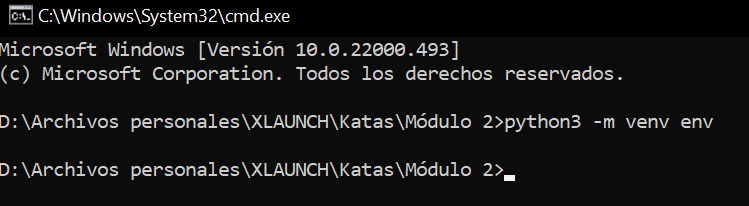 C:\Windows\System32\cmd.exe
Microsoft Windows [Versión 10.0.22000.493]
(c) Microsoft Corporation. Todos los derechos reservados.
D:\Archivos personales\XLAUNCH\Katas\Módulo 2>python3 -m venv env
D:\Archivos personales\XLAUNCH\Katas\Módulo 2>